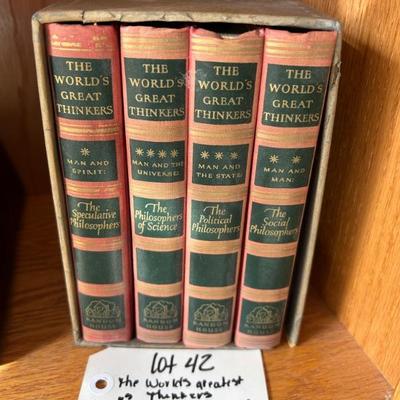 THE
WORLD'S
GREAT
THINKERS
*
MAN AND
SPIRIT:
The
Speculative
Philosophers
RANDOM
HOUSE
THE
WORLD'S
GREAT
THINKERS
****
MAN AND THE
UNIVERSE:
The
Philosophers
of Science
RANDOM
HOUSE
THE
WORLD'S
GREAT
THINKERS
***
MAN AND
THE STATE:
The
Political
Philosophers
RANDOM
HOUSE
THE
WORLD'S
GREAT
THINKERS
**
MAN AND
MAN:
The
Social
Philosophers
RANDOM
HOUSE
lot 42
the World's greatest
Thinkers